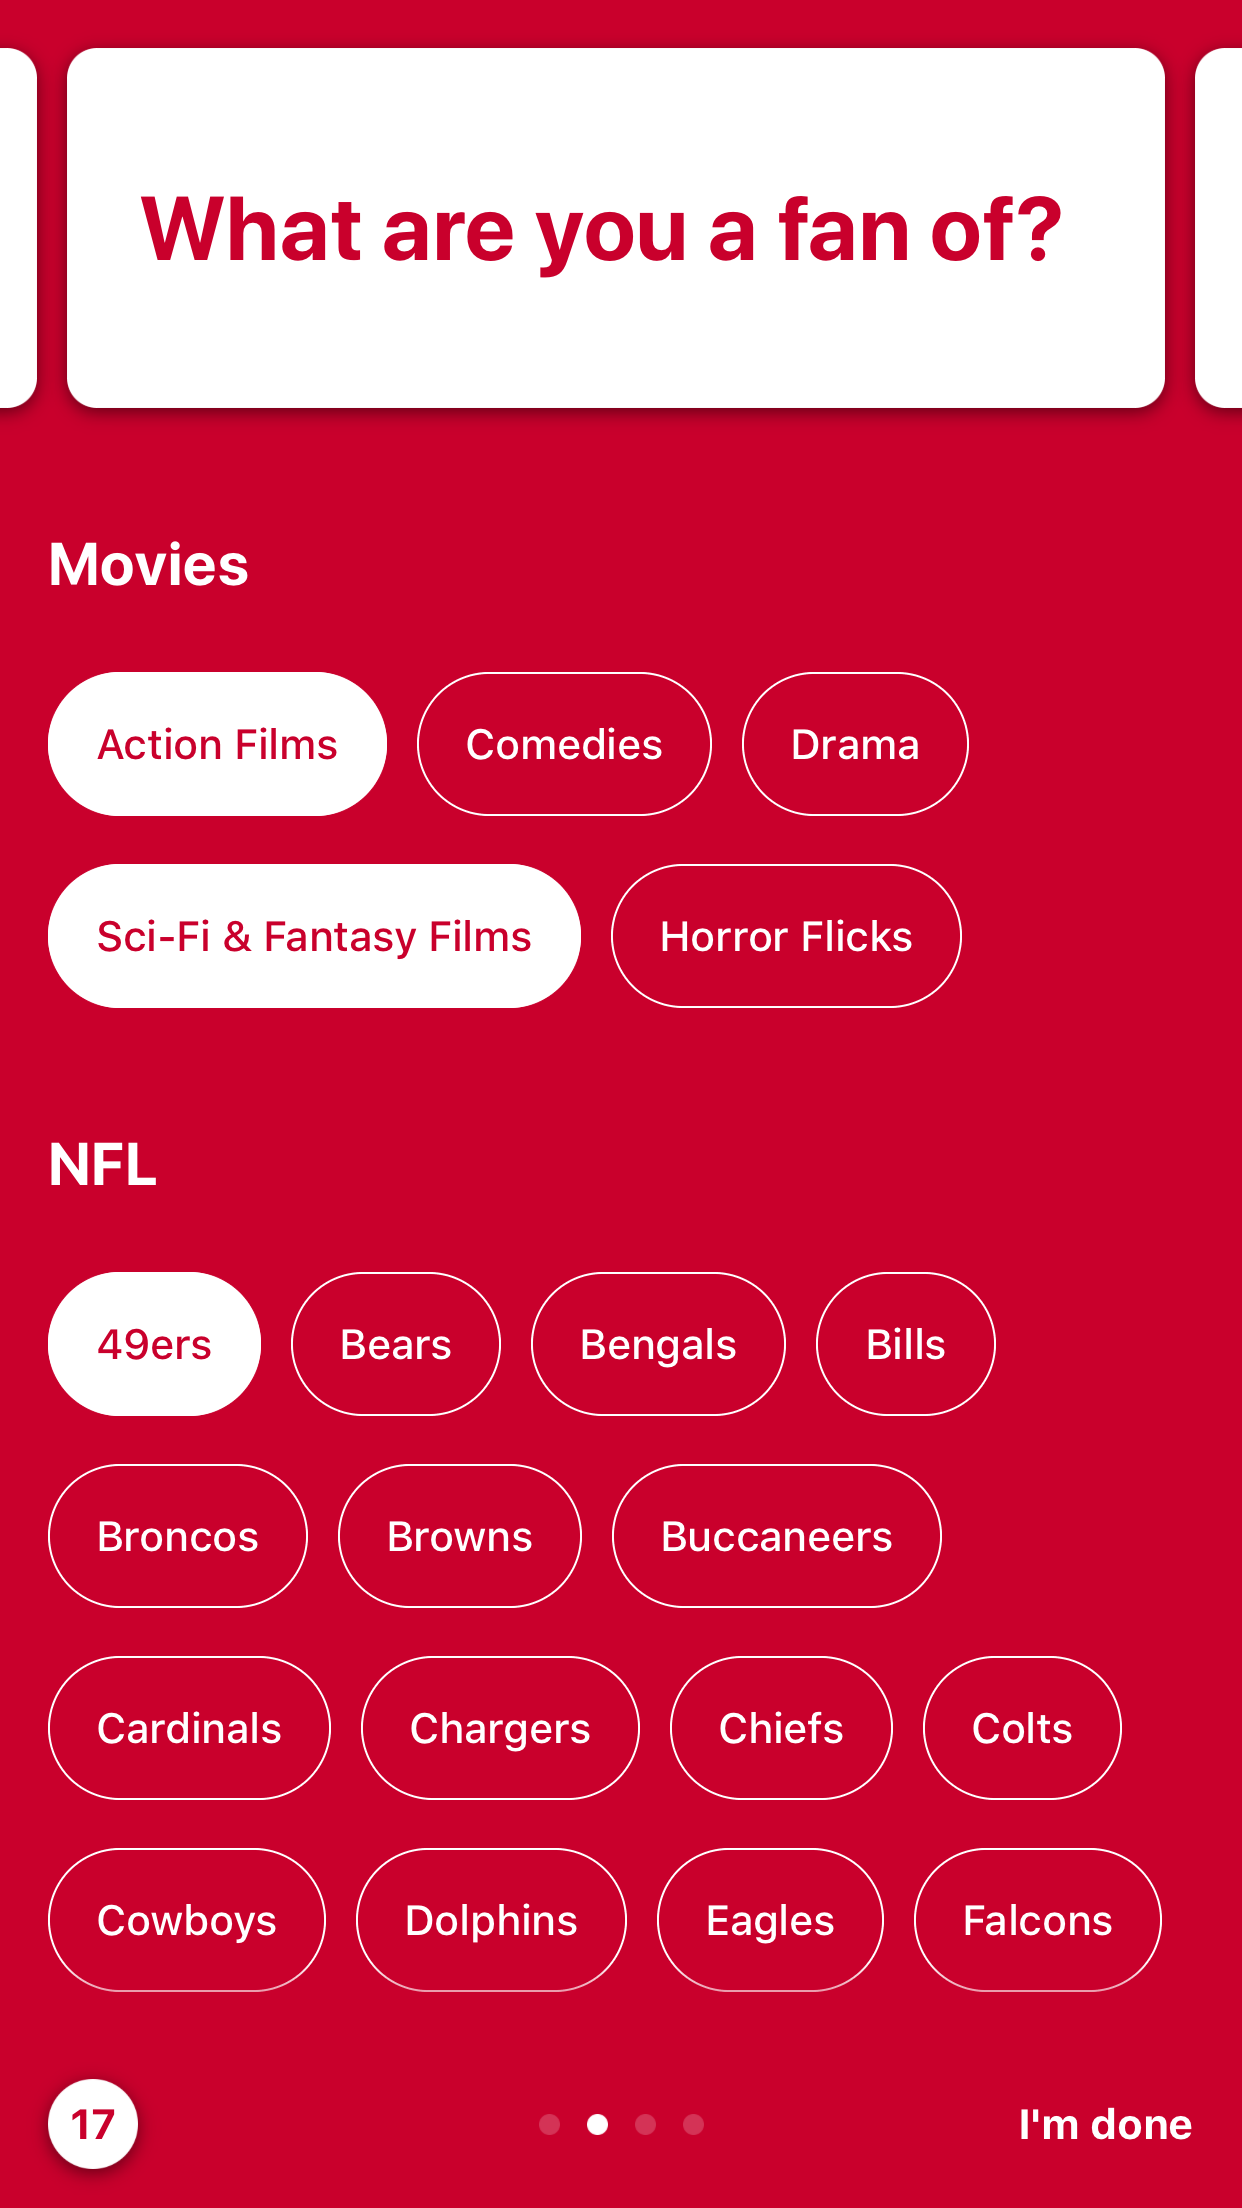 What are you a fan of?
Movies
Action Films Comedies Drama
Sci-Fi & Fantasy Films Horror Flicks
NFL
49ers Bears Bengals Bills
Broncos Browns Buccaneers
Cardinals Chargers Chiefs Colts
Cowboys Dolphins Eagles Falcons
17 I'm done